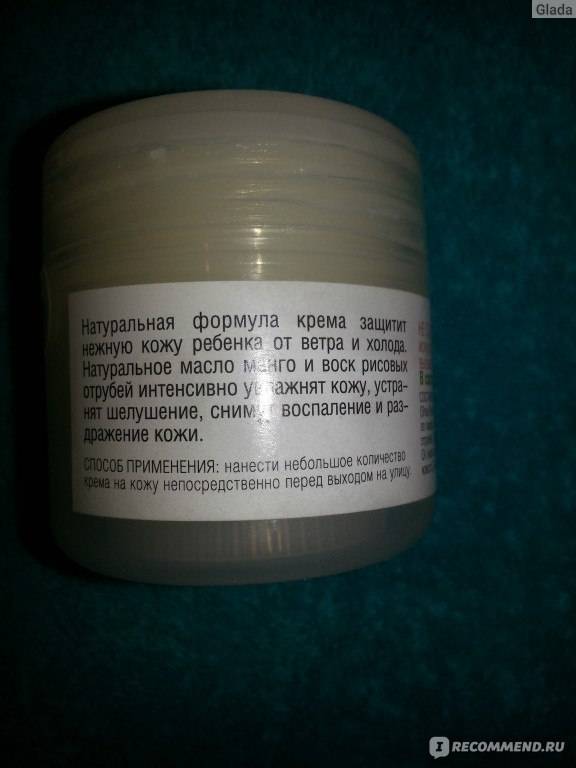 Glada
Натуральная формула крема защитит
нежную кожу ребенка от ветра и холода.
Натуральное масло манго и воск рисовых
отрубей интенсивно увлажнят кожу, устра-
нят шелушение, снимут воспаление и раз-
дражение кожи.
СПОСОБ ПРИМЕНЕНИЯ: нанести небольшое количество
крема на кожу непосредственно перед выходом на улицу.
IRECOMMEND.RU